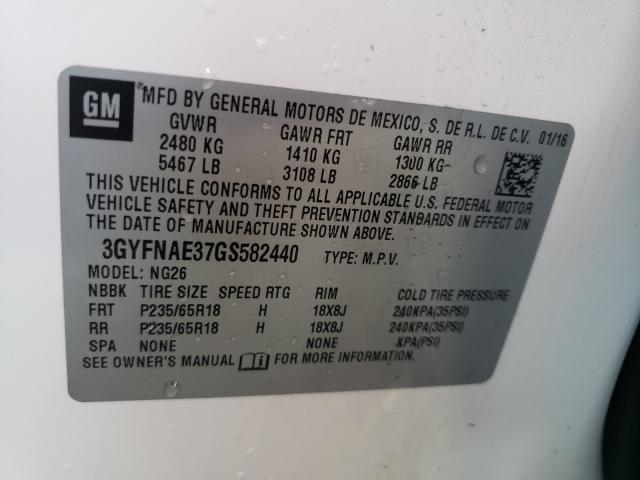 GM
MFD BY GENERAL MOTORS DE MEXICO, S. DE R.L. DE C.V. 01/16
GVWR GAWR FRT GAWR RR
2480 KG 1410 KG 1300 KG
5467 LB 3108 LB 2866 LB
THIS VEHICLE CONFORMS TO ALL APPLICABLE U.S. FEDERAL MOTOR
VEHICLE SAFETY AND THEFT PREVENTION STANDARDS IN EFFECT ON
THE DATE OF MANUFACTURE SHOWN ABOVE.
3GYFNAE37GS582440 TYPE: M.P.V.
MODEL: NG26
NBBK TIRE SIZE SPEED RTG RIM COLD TIRE PRESSURE
FRT P235/65R18 H 18X8J 240KPA(35PSI)
RR P235/65R18 H 18X8J 240KPA(35PSI)
SPA NONE NONE KPA(PSI)
SEE OWNER'S MANUAL FOR MORE INFORMATION.